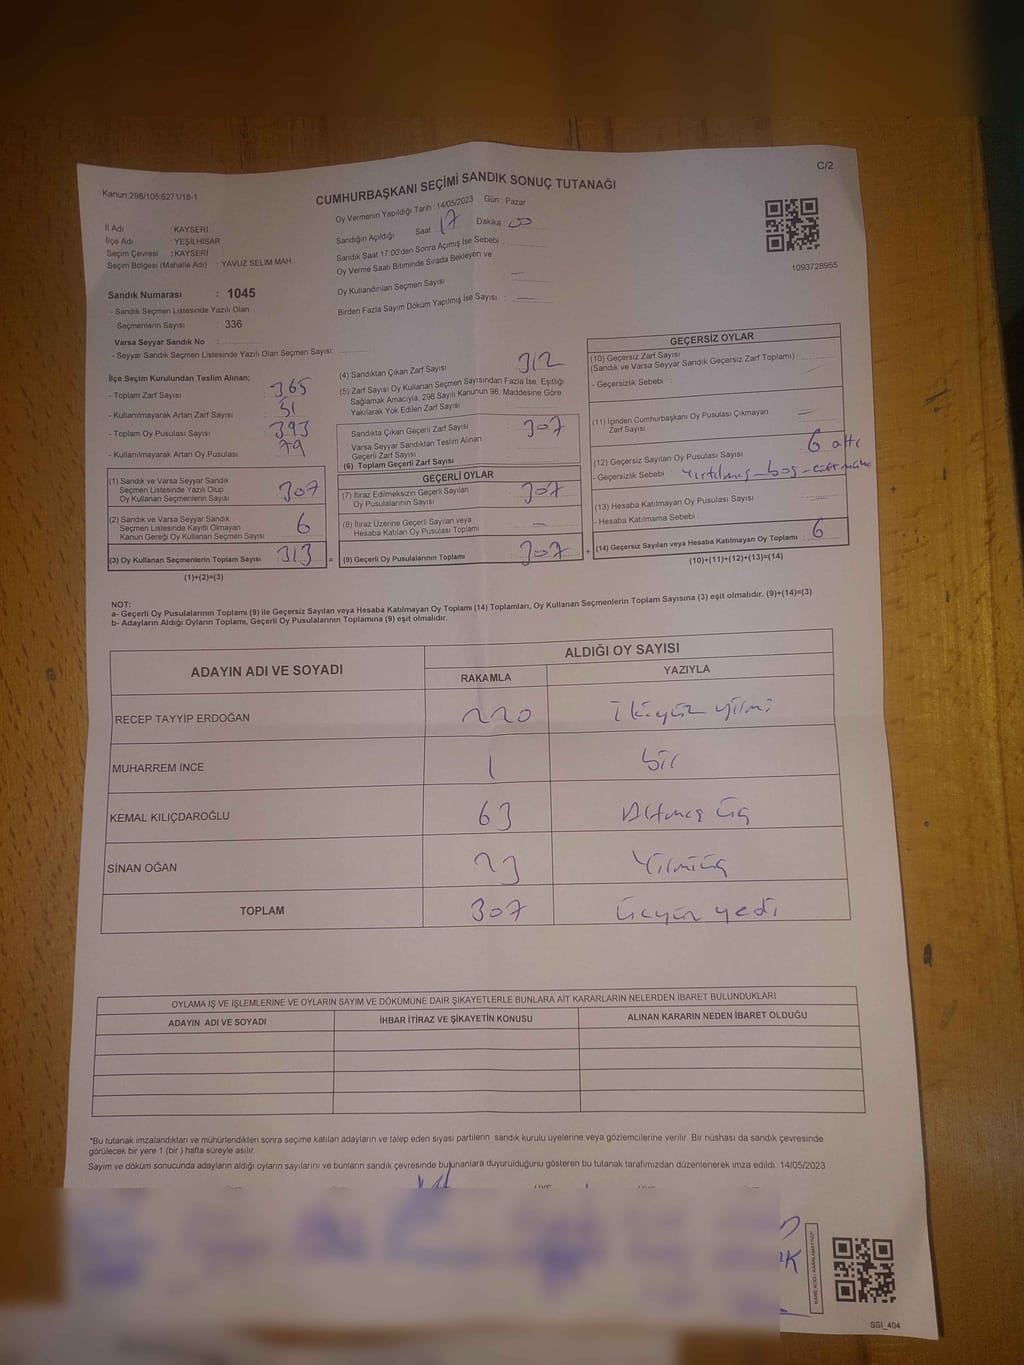 C/2
Kanun;298/105;6271/18-1
CUMHURBAŞKANI SEÇİMİ SANDIK SONUÇ TUTANAĞI
İl Adı : KAYSERİ
İlçe Adı : YEŞİLHİSAR
Seçim Çevresi : KAYSERİ
Seçim Bölgesi (Mahalle Adı) : YAVUZ SELİM MAH.
Oy Vermenin Yapıldığı Tarih : 14/05/2023 Gün : Pazar
Sandığın Açıldığı Saat 17 Dakika : 00
Sandık Saat 17:00'den Sonra Açımış İse Sebebi
Oy Verme Saati Bitiminde Sırada Bekleyen ve
Oy Kullandırılan Seçmen Sayısı —
Birden Fazla Sayım Döküm Yapılmış İse Sayısı : —
1093728955
Sandık Numarası : 1045
- Sandık Seçmen Listesinde Yazılı Olan
Seçmenlerin Sayısı : 336
Varsa Seyyar Sandık No :
- Seyyar Sandık Seçmen Listesinde Yazılı Olan Seçmen Sayısı:
İlçe Seçim Kurulundan Teslim Alınan;
- Toplam Zarf Sayısı 365
- Kullanılmayarak Artan Zarf Sayısı 51
- Toplam Oy Pusulası Sayısı 393
- Kullanılmayarak Artan Oy Pusulası 79
(1) Sandık ve Varsa Seyyar Sandık
Seçmen Listesinde Yazılı Olup
Oy Kullanan Seçmenlerin Sayısı 307
(2) Sandık ve Varsa Seyyar Sandık
Seçmen Listesinde Kayıtlı Olmayan
Kanun Gereği Oy Kullanan Seçmen Sayısı 6
(3) Oy Kullanan Seçmenlerin Toplam Sayısı 313
(1)+(2)=(3)
(4) Sandıktan Çıkan Zarf Sayısı 312
(5) Zarf Sayısı Oy Kullanan Seçmen Sayısından Fazla İse, Eşitliği
Sağlamak Amacıyla, 298 Sayılı Kanunun 98. Maddesine Göre
Yakılarak Yok Edilen Zarf Sayısı
Sandıkta Çıkan Geçerli Zarf Sayısı 307
Varsa Seyyar Sandıktan Teslim Alınan
Geçerli Zarf Sayısı
(6) Toplam Geçerli Zarf Sayısı
GEÇERLİ OYLAR
(7) İtiraz Edilmeksizin Geçerli Sayılan
Oy Pusulalarının Sayısı 307
(8) İtiraz Üzerine Geçerli Sayılan veya
Hesaba Katılan Oy Pusulası Toplamı —
= (9) Geçerli Oy Pusulalarının Toplamı 307
GEÇERSİZ OYLAR
(10) Geçersiz Zarf Sayısı
(Sandık ve Varsa Seyyar Sandık Geçersiz Zarf Toplamı) :
- Geçersizlik Sebebi :
(11) İçinden Cumhurbaşkanı Oy Pusulası Çıkmayan
Zarf Sayısı —
(12) Geçersiz Sayılan Oy Pusulası Sayısı 6 altı
- Geçersizlik Sebebi Yırtılmış - boş -
(13) Hesaba Katılmayan Oy Pusulası Sayısı
- Hesaba Katılmama Sebebi :
+ (14) Geçersiz Sayılan veya Hesaba Katılmayan Oy Toplamı : 6
(10)+(11)+(12)+(13)=(14)
NOT:
a- Geçerli Oy Pusulalarının Toplamı (9) ile Geçersiz Sayılan veya Hesaba Katılmayan Oy Toplamı (14) Toplamları, Oy Kullanan Seçmenlerin Toplam Sayısına (3) eşit olmalıdır. (9)+(14)=(3)
b- Adayların Aldığı Oyların Toplamı, Geçerli Oy Pusulalarının Toplamına (9) eşit olmalıdır.
ADAYIN ADI VE SOYADI ALDIĞI OY SAYISI
RAKAMLA YAZIYLA
RECEP TAYYİP ERDOĞAN 220 ikiyüz yirmi
MUHARREM İNCE 1 bir
KEMAL KILIÇDAROĞLU 63 Altmış üç
SİNAN OĞAN 23 Yirmiüç
TOPLAM 307 üçyüz yedi
OYLAMA İŞ VE İŞLEMLERİNE VE OYLARIN SAYIM VE DÖKÜMÜNE DAİR ŞİKAYETLERLE BUNLARA AİT KARARLARIN NELERDEN İBARET BULUNDUKLARI
ADAYIN ADI VE SOYADI İHBAR İTİRAZ VE ŞİKAYETİN KONUSU ALINAN KARARIN NEDEN İBARET OLDUĞU
*Bu tutanak imzalandıktan ve mühürlendikten sonra seçime katılan adayların ve talep eden siyasi partilerin sandık kurulu üyelerine veya gözlemcilerine verilir. Bir nüshası da sandık çevresinde
görülecek bir yere 1 (bir ) hafta süreyle asılır.
Sayım ve döküm sonucunda adayların aldığı oyların sayılarını ve bunların sandık çevresinde bulunanlara duyurulduğunu gösteren bu tutanak tarafımızdan düzenlenerek imza edildi. 14/05/2023
SSI_404